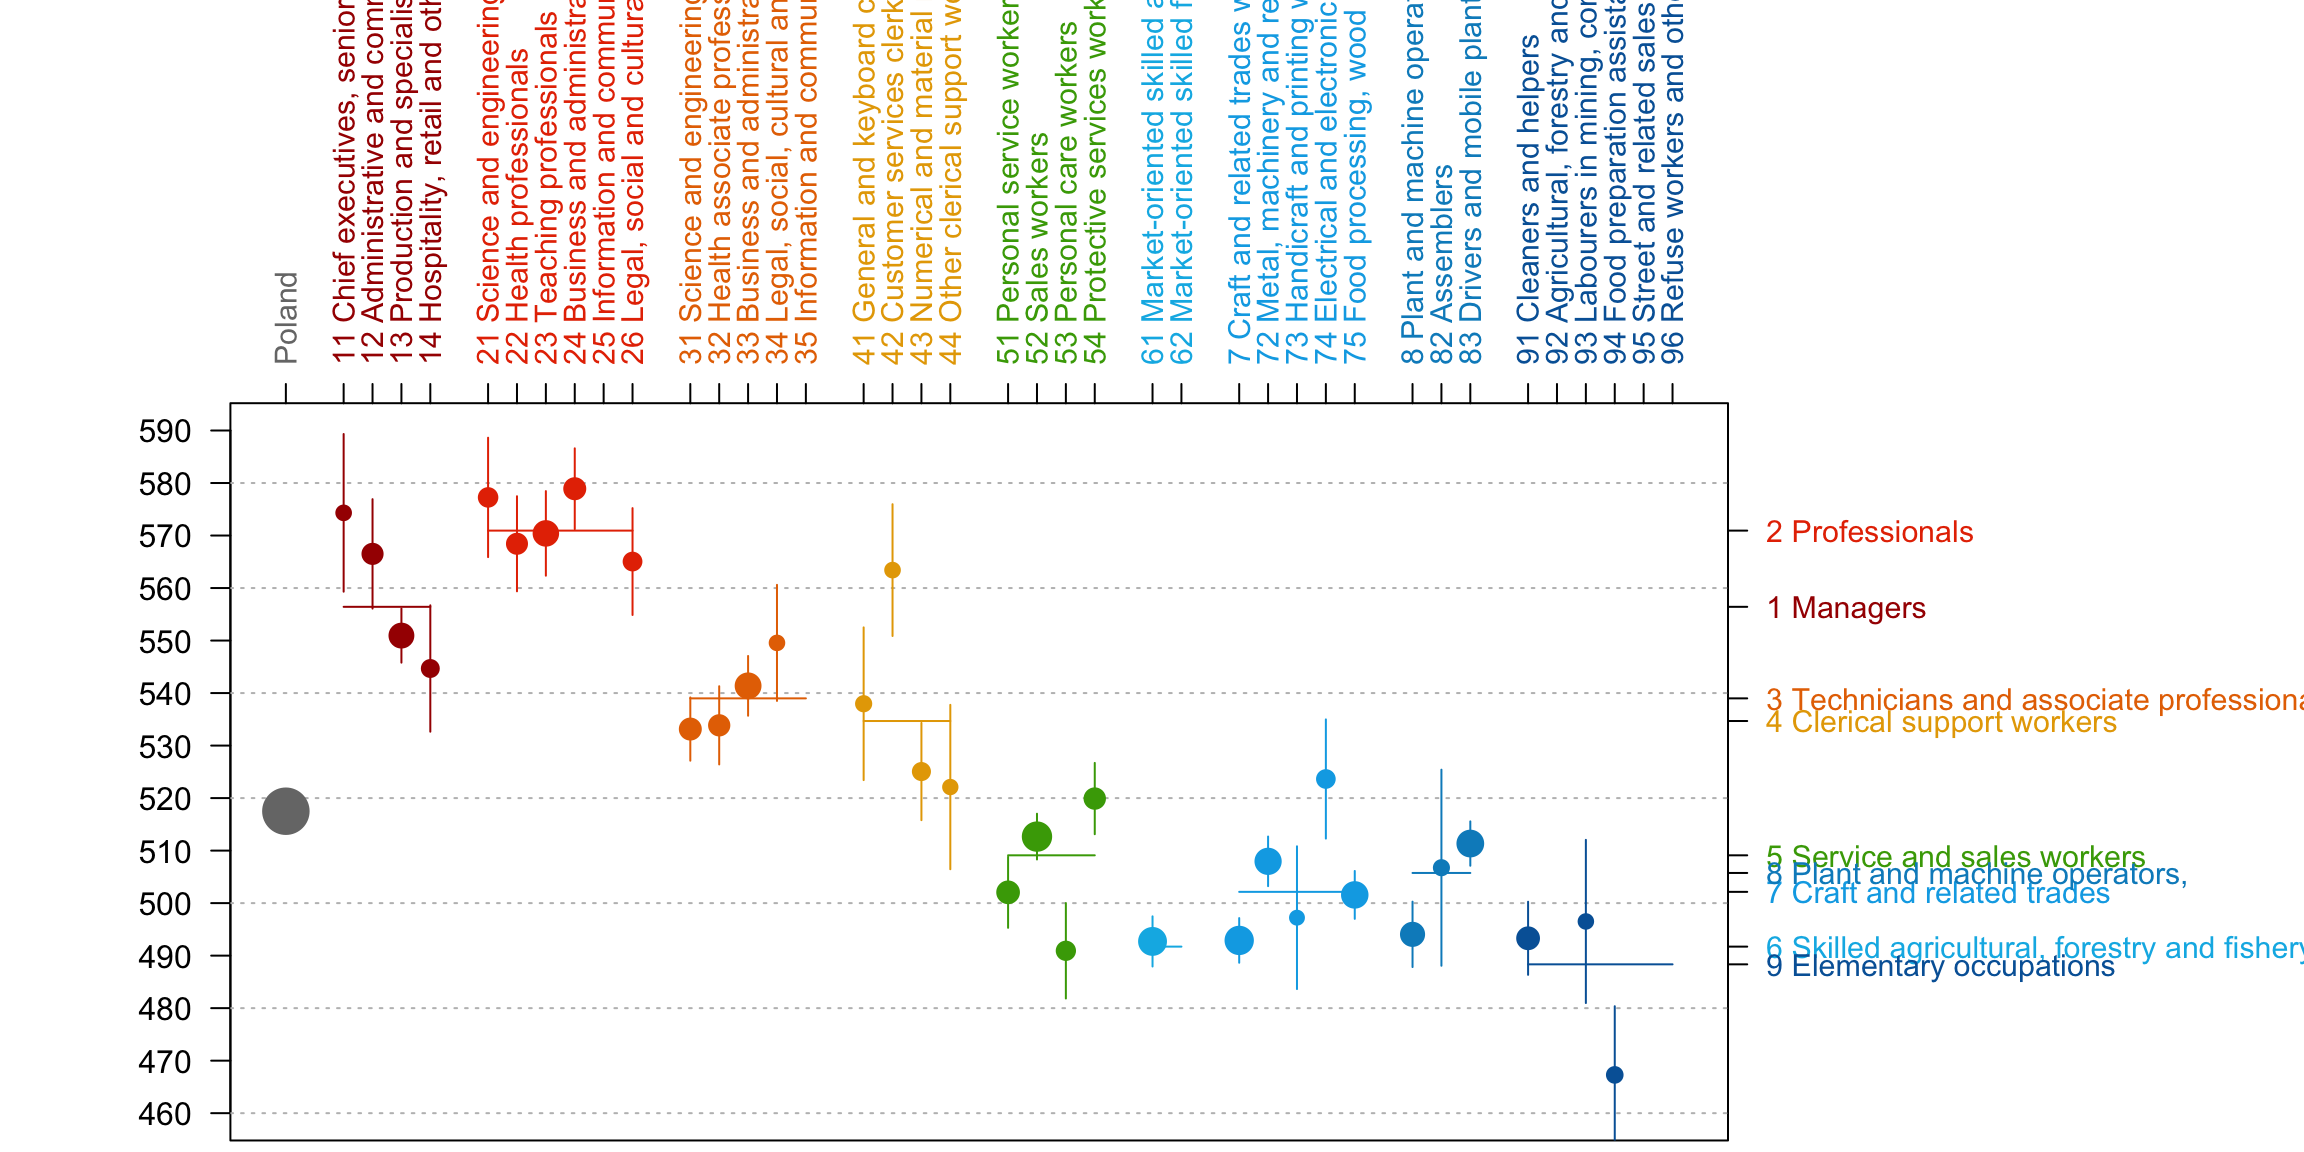 Poland
11 Chief executives, senior
12 Administrative and comm
13 Production and specialis
14 Hospitality, retail and oth
21 Science and engineering
22 Health professionals
23 Teaching professionals
24 Business and administra
25 Information and commun
26 Legal, social and cultura
31 Science and engineering
32 Health associate profess
33 Business and administra
34 Legal, social, cultural an
35 Information and commun
41 General and keyboard c
42 Customer services clerk
43 Numerical and material
44 Other clerical support wo
51 Personal service worker
52 Sales workers
53 Personal care workers
54 Protective services work
61 Market-oriented skilled a
62 Market-oriented skilled f
7 Craft and related trades w
72 Metal, machinery and re
73 Handicraft and printing w
74 Electrical and electronic
75 Food processing, wood
8 Plant and machine operat
82 Assemblers
83 Drivers and mobile plant
91 Cleaners and helpers
92 Agricultural, forestry and
93 Labourers in mining, con
94 Food preparation assista
95 Street and related sales
96 Refuse workers and othe
590
580
570
560
550
540
530
520
510
500
490
480
470
460
2 Professionals
1 Managers
3 Technicians and associate professiona
4 Clerical support workers
5 Service and sales workers
8 Plant and machine operators,
7 Craft and related trades
6 Skilled agricultural, forestry and fishery
9 Elementary occupations